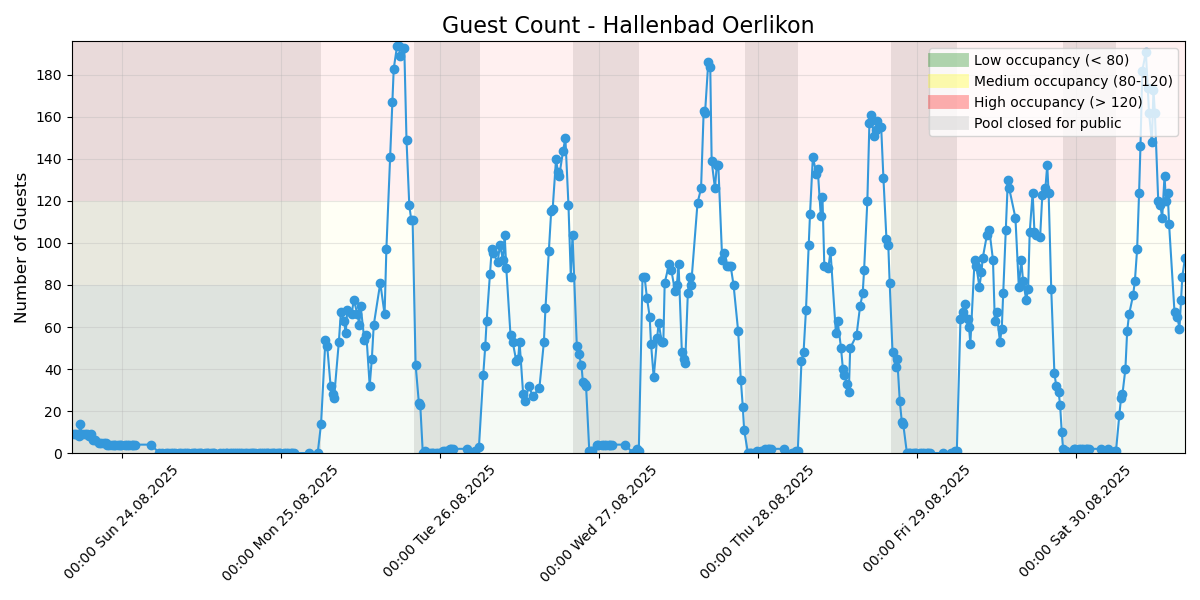 Guest Count - Hallenbad Oerlikon
Number of Guests
180
160
140
120
100
80
60
40
20
0
Low occupancy (< 80)
Medium occupancy (80-120)
High occupancy (> 120)
Pool closed for public
00:00 Sun 24.08.2025
00:00 Mon 25.08.2025
00:00 Tue 26.08.2025
00:00 Wed 27.08.2025
00:00 Thu 28.08.2025
00:00 Fri 29.08.2025
00:00 Sat 30.08.2025